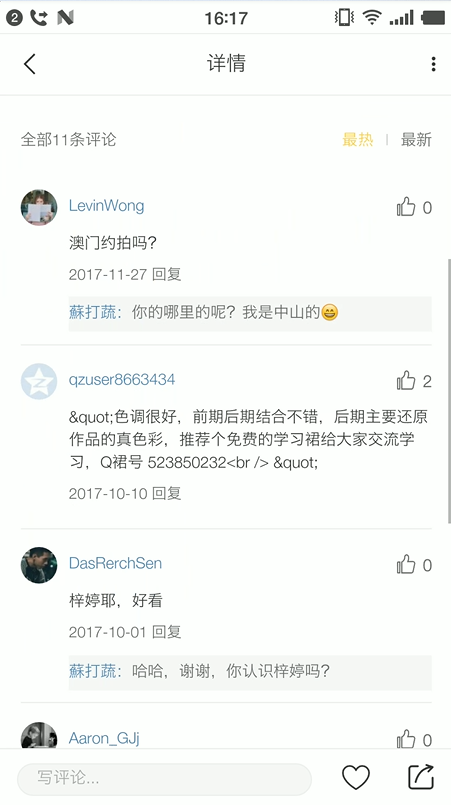 2
16:17
详情
全部11条评论
最热
最新
LevinWong
0
澳门约拍吗？
2017-11-27 回复
蘇打蔬：你的哪里的呢？我是中山的😄
qzuser8663434
2
&quot;色调很好，前期后期结合不错，后期主要还原
作品的真色彩，推荐个免费的学习裙给大家交流学
习，Q裙号 523850232<br /> &quot;
2017-10-10 回复
DasRerchSen
0
梓婷耶，好看
2017-10-01 回复
蘇打蔬：哈哈，谢谢，你认识梓婷吗？
Aaron_GJj
0
写评论...